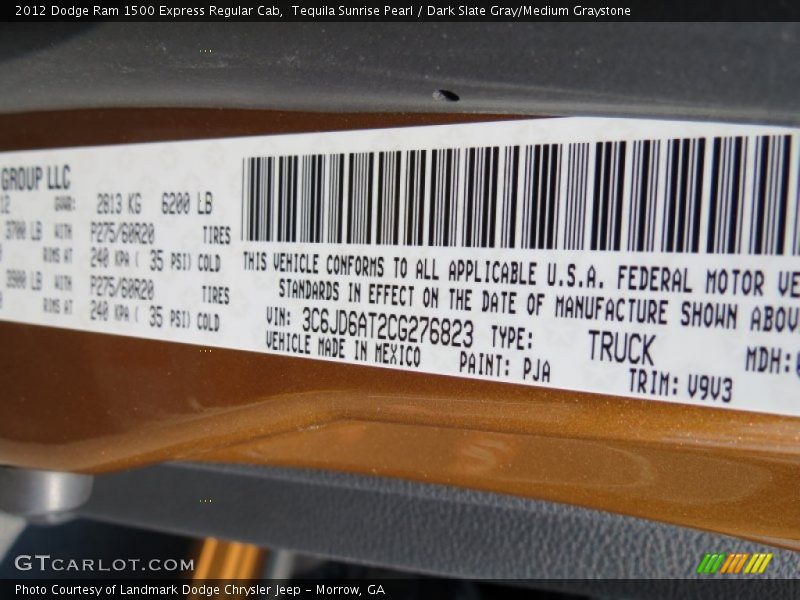 2012 Dodge Ram 1500 Express Regular Cab,  Tequila Sunrise Pearl / Dark Slate Gray/Medium Graystone
GROUP LLC
12 GVWR: 2813 KG 6200 LB
3700 LB WITH P275/60R20 TIRES
RIMS AT 240 KPA ( 35 PSI) COLD
3900 LB WITH P275/60R20 TIRES
RIMS AT 240 KPA ( 35 PSI) COLD
THIS VEHICLE CONFORMS TO ALL APPLICABLE U.S.A. FEDERAL MOTOR VE
STANDARDS IN EFFECT ON THE DATE OF MANUFACTURE SHOWN ABOV
VIN: 3C6JD6AT2CG276823 TYPE: TRUCK MDH:
VEHICLE MADE IN MEXICO PAINT: PJA TRIM: V9V3
GTCARLOT.COM
Photo Courtesy of Landmark Dodge Chrysler Jeep - Morrow, GA